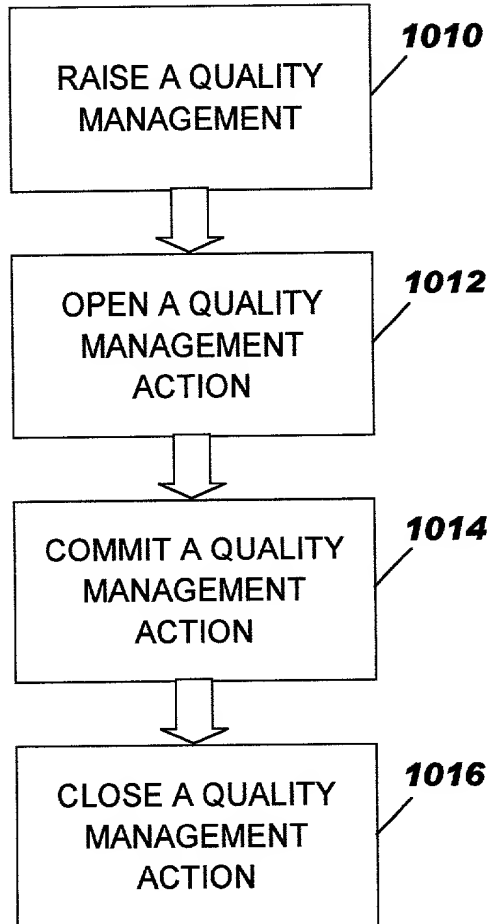 1010
RAISE A QUALITY
MANAGEMENT
1012
OPEN A QUALITY
MANAGEMENT
ACTION
1014
COMMIT A QUALITY
MANAGEMENT
ACTION
1016
CLOSE A QUALITY
MANAGEMENT
ACTION